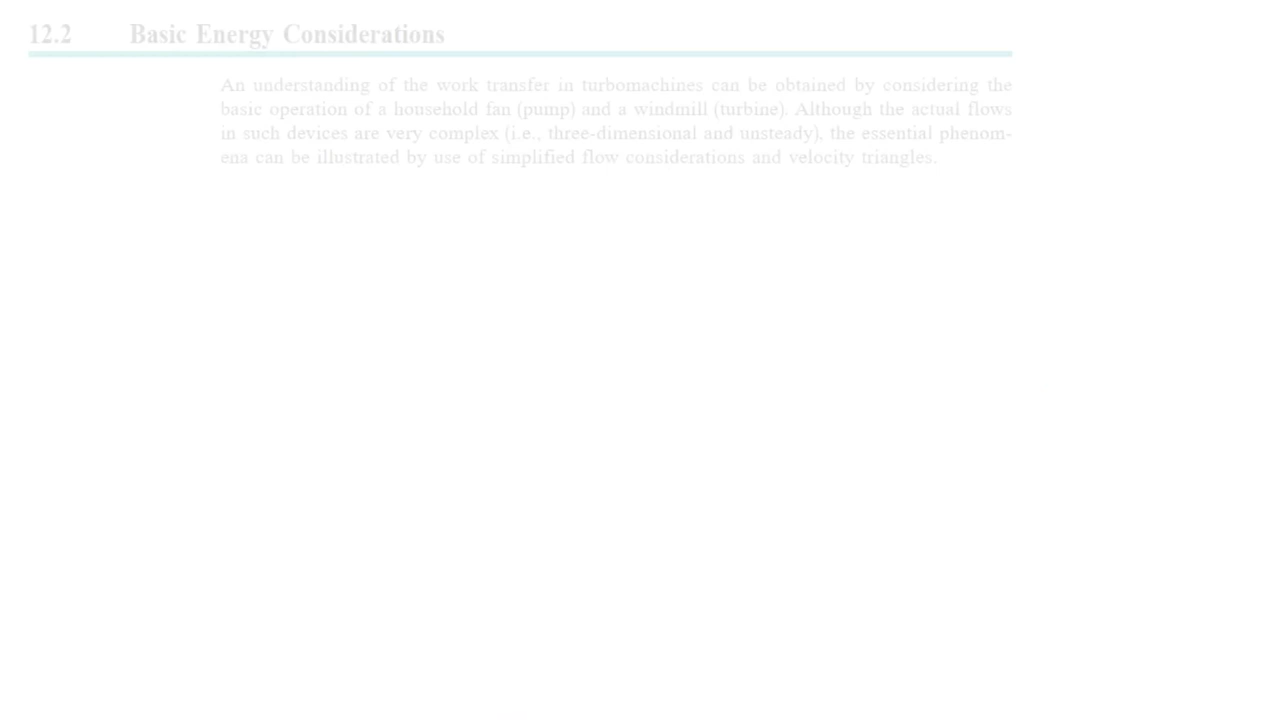 12.2 Basic Energy Considerations
An understanding of the work transfer in turbomachines can be obtained by considering the
basic operation of a household fan (pump) and a windmill (turbine). Although the actual flows
in such devices are very complex (i.e., three-dimensional and unsteady), the essential phenom-
ena can be illustrated by use of simplified flow considerations and velocity triangles.